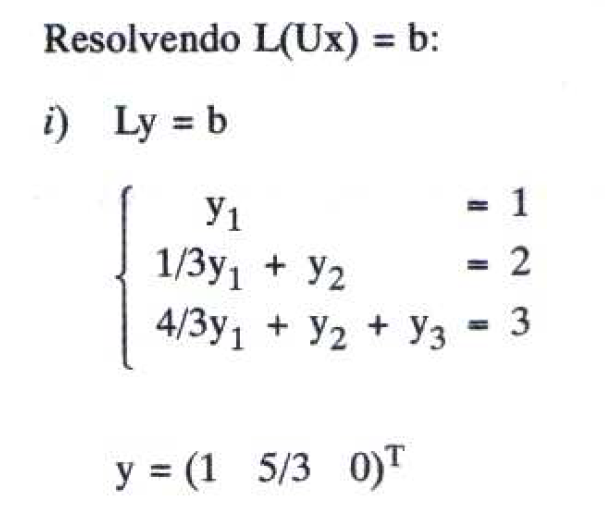 Resolvendo L(Ux) = b:
i) Ly = b
y₁ = 1
1/3y₁ + y₂ = 2
4/3y₁ + y₂ + y₃ = 3
y = (1 5/3 0)ᵀ